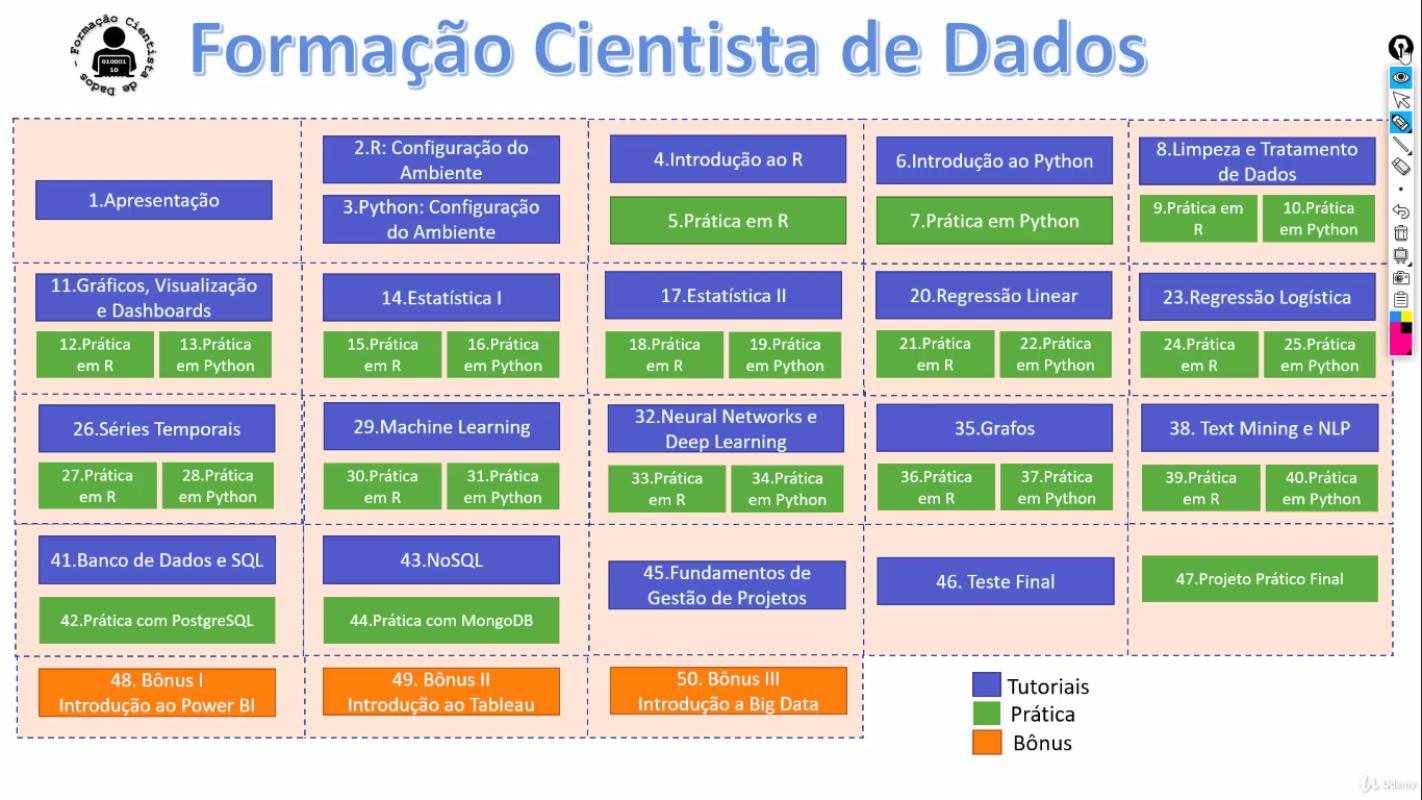 Formação Cientista de Dados
- Formação Cientista de Dados
010001
10
1.Apresentação
2.R: Configuração do
Ambiente
3.Python: Configuração
do Ambiente
4.Introdução ao R
5.Prática em R
6.Introdução ao Python
7.Prática em Python
8.Limpeza e Tratamento
de Dados
9.Prática em
R
10.Prática
em Python
11.Gráficos, Visualização
e Dashboards
12.Prática
em R
13.Prática
em Python
14.Estatística I
15.Prática
em R
16.Prática
em Python
17.Estatística II
18.Prática
em R
19.Prática
em Python
20.Regressão Linear
21.Prática
em R
22.Prática
em Python
23.Regressão Logística
24.Prática
em R
25.Prática
em Python
26.Séries Temporais
27.Prática
em R
28.Prática
em Python
29.Machine Learning
30.Prática
em R
31.Prática
em Python
32.Neural Networks e
Deep Learning
33.Prática
em R
34.Prática
em Python
35.Grafos
36.Prática
em R
37.Prática
em Python
38. Text Mining e NLP
39.Prática
em R
40.Prática
em Python
41.Banco de Dados e SQL
42.Prática com PostgreSQL
43.NoSQL
44.Prática com MongoDB
45.Fundamentos de
Gestão de Projetos
46. Teste Final
47.Projeto Prático Final
48. Bônus I
Introdução ao Power BI
49. Bônus II
Introdução ao Tableau
50. Bônus III
Introdução a Big Data
Tutoriais
Prática
Bônus
Udemy